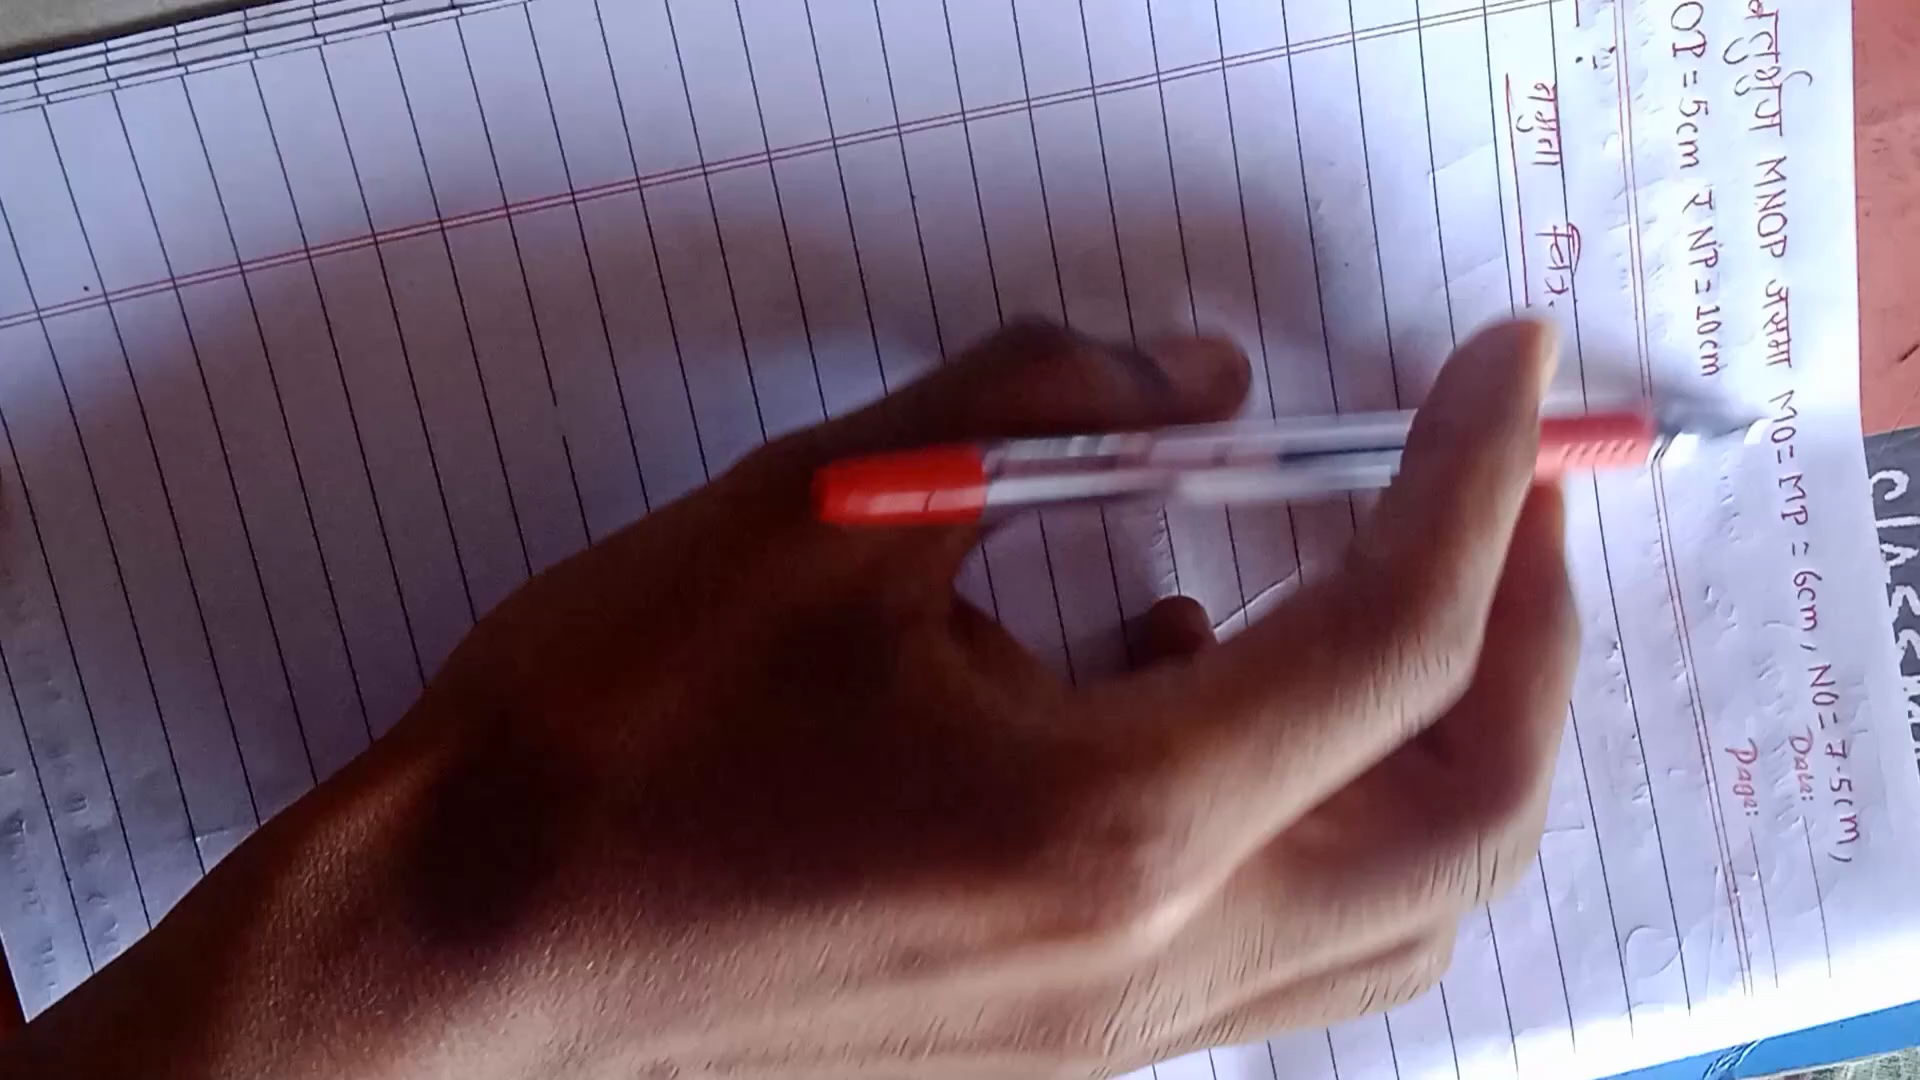 चतुर्भुज MNOP जसमा MO = MP = 6cm, NO = 7.5cm,
OP = 5cm र NP = 10cm
Date:
Page:
नमुना चित्र